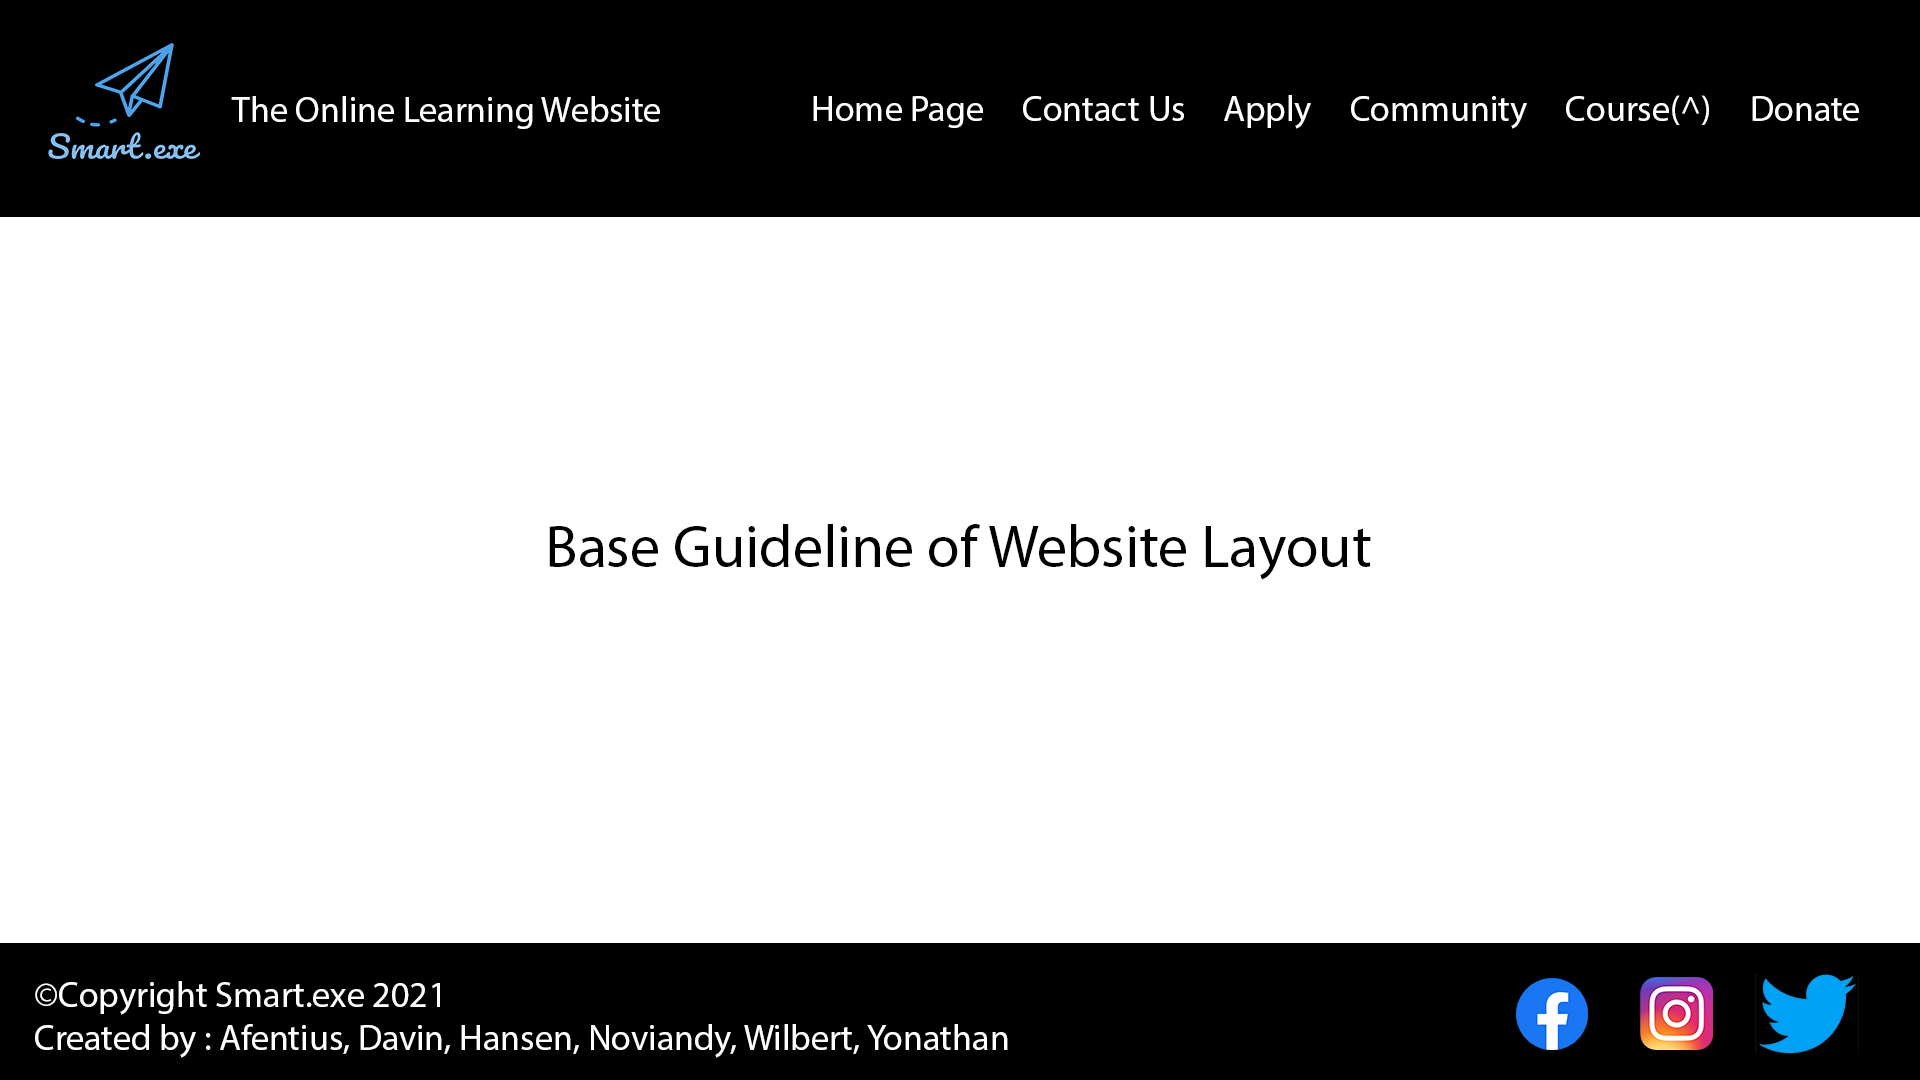 Smart.exe
The Online Learning Website
Home Page Contact Us Apply Community Course(^) Donate
Base Guideline of Website Layout
©Copyright Smart.exe 2021
Created by : Afentius, Davin, Hansen, Noviandy, Wilbert, Yonathan